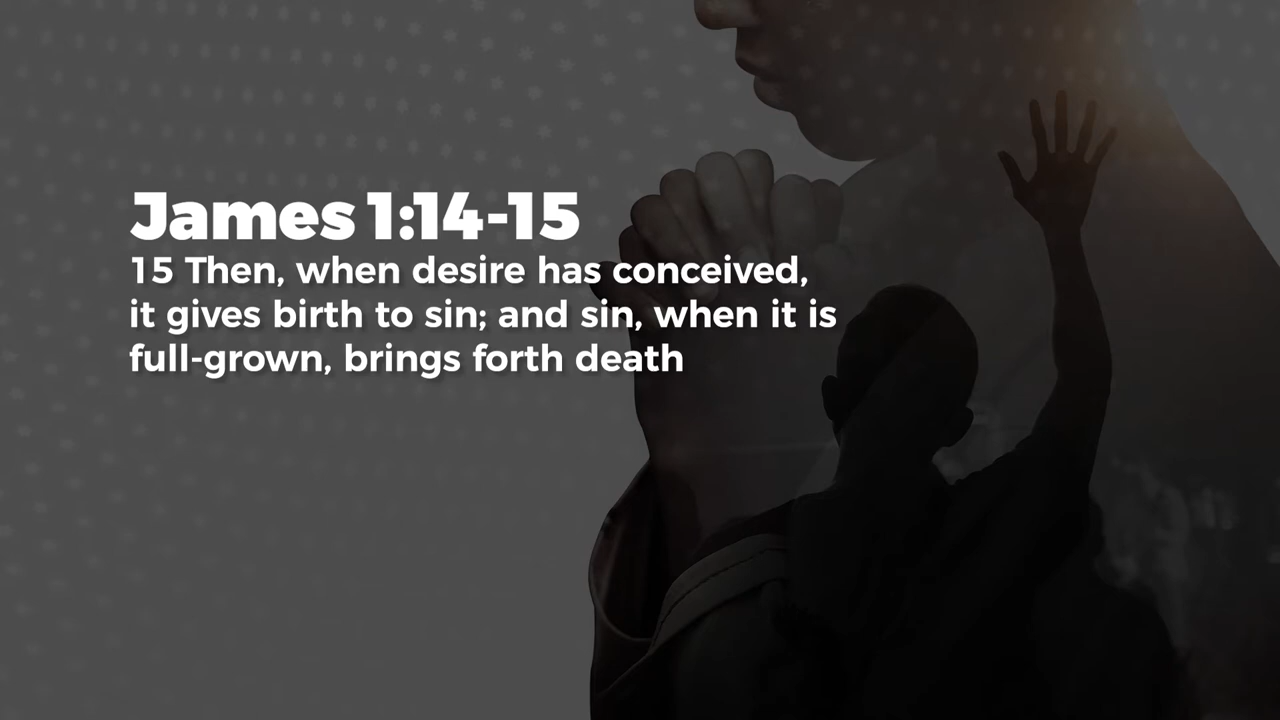 James 1:14-15
15 Then, when desire has conceived,
it gives birth to sin; and sin, when it is
full-grown, brings forth death